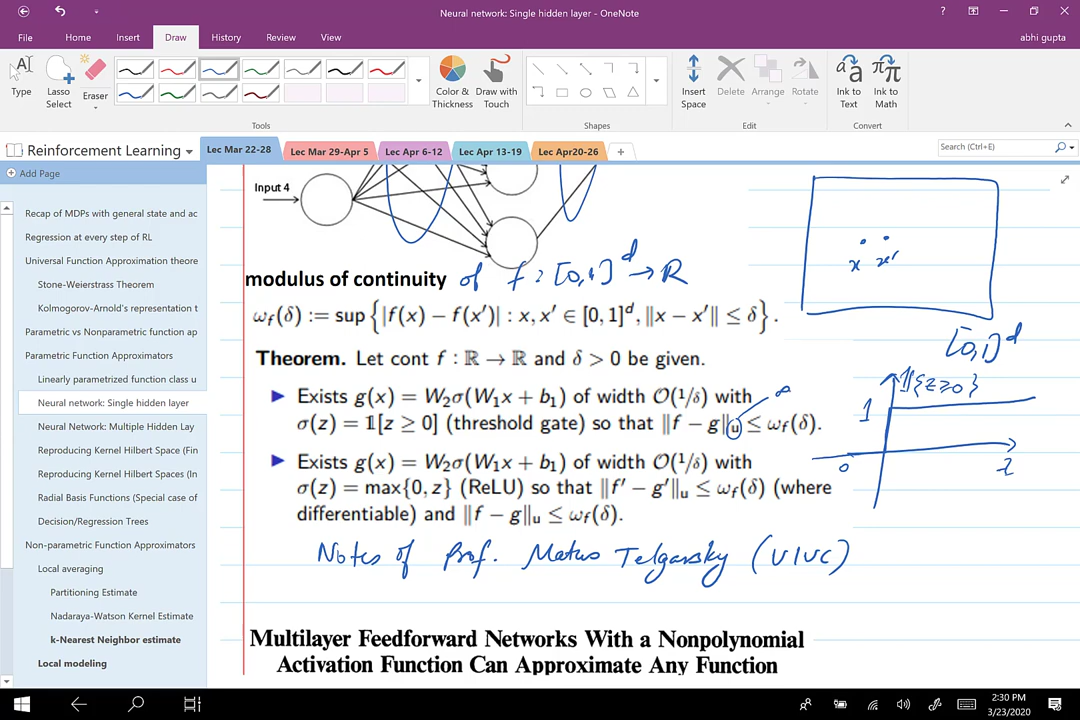 Neural network: Single hidden layer - OneNote
?
File Home Insert Draw History Review View
abhi gupta
Type
Lasso Select
Eraser
Color & Thickness
Draw with Touch
Insert Space
Delete
Arrange
Rotate
Ink to Text
Ink to Math
Tools
Shapes
Edit
Convert
Reinforcement Learning
Lec Mar 22-28
Lec Mar 29-Apr 5
Lec Apr 6-12
Lec Apr 13-19
Lec Apr20-26
Search (Ctrl+E)
Add Page
Recap of MDPs with general state and ac
Regression at every step of RL
Universal Function Approximation theore
Stone-Weierstrass Theorem
Kolmogorov-Arnold's representation t
Parametric vs Nonparametric function ap
Parametric Function Approximators
Linearly parametrized function class u
Neural network: Single hidden layer
Neural Network: Multiple Hidden Lay
Reproducing Kernel Hilbert Space (Fin
Reproducing Kernel Hilbert Spaces (In
Radial Basis Functions (Special case of
Decision/Regression Trees
Non-parametric Function Approximators
Local averaging
Partitioning Estimate
Nadaraya-Watson Kernel Estimate
k-Nearest Neighbor estimate
Local modeling
Input 4
modulus of continuity of f : [0,1]^d → ℝ
ω_f(δ) := sup {|f(x) − f(x′)| : x, x′ ∈ [0, 1]^d, ‖x − x′‖ ≤ δ} .
Theorem. Let cont f : ℝ → ℝ and δ > 0 be given.
▶ Exists g(x) = W₂σ(W₁x + b₁) of width O(1/δ) with
σ(z) = 𝟙[z ≥ 0] (threshold gate) so that ‖f − g‖_u ≤ ω_f(δ).
∞
▶ Exists g(x) = W₂σ(W₁x + b₁) of width O(1/δ) with
σ(z) = max{0, z} (ReLU) so that ‖f′ − g′‖_u ≤ ω_f(δ) (where
differentiable) and ‖f − g‖_u ≤ ω_f(δ).
Notes of Prof. Matus Telgarsky (UIUC)
x x′
[0,1]^d
𝟙{z≥0}
1
0
z
Multilayer Feedforward Networks With a Nonpolynomial
Activation Function Can Approximate Any Function
2:30 PM
3/23/2020